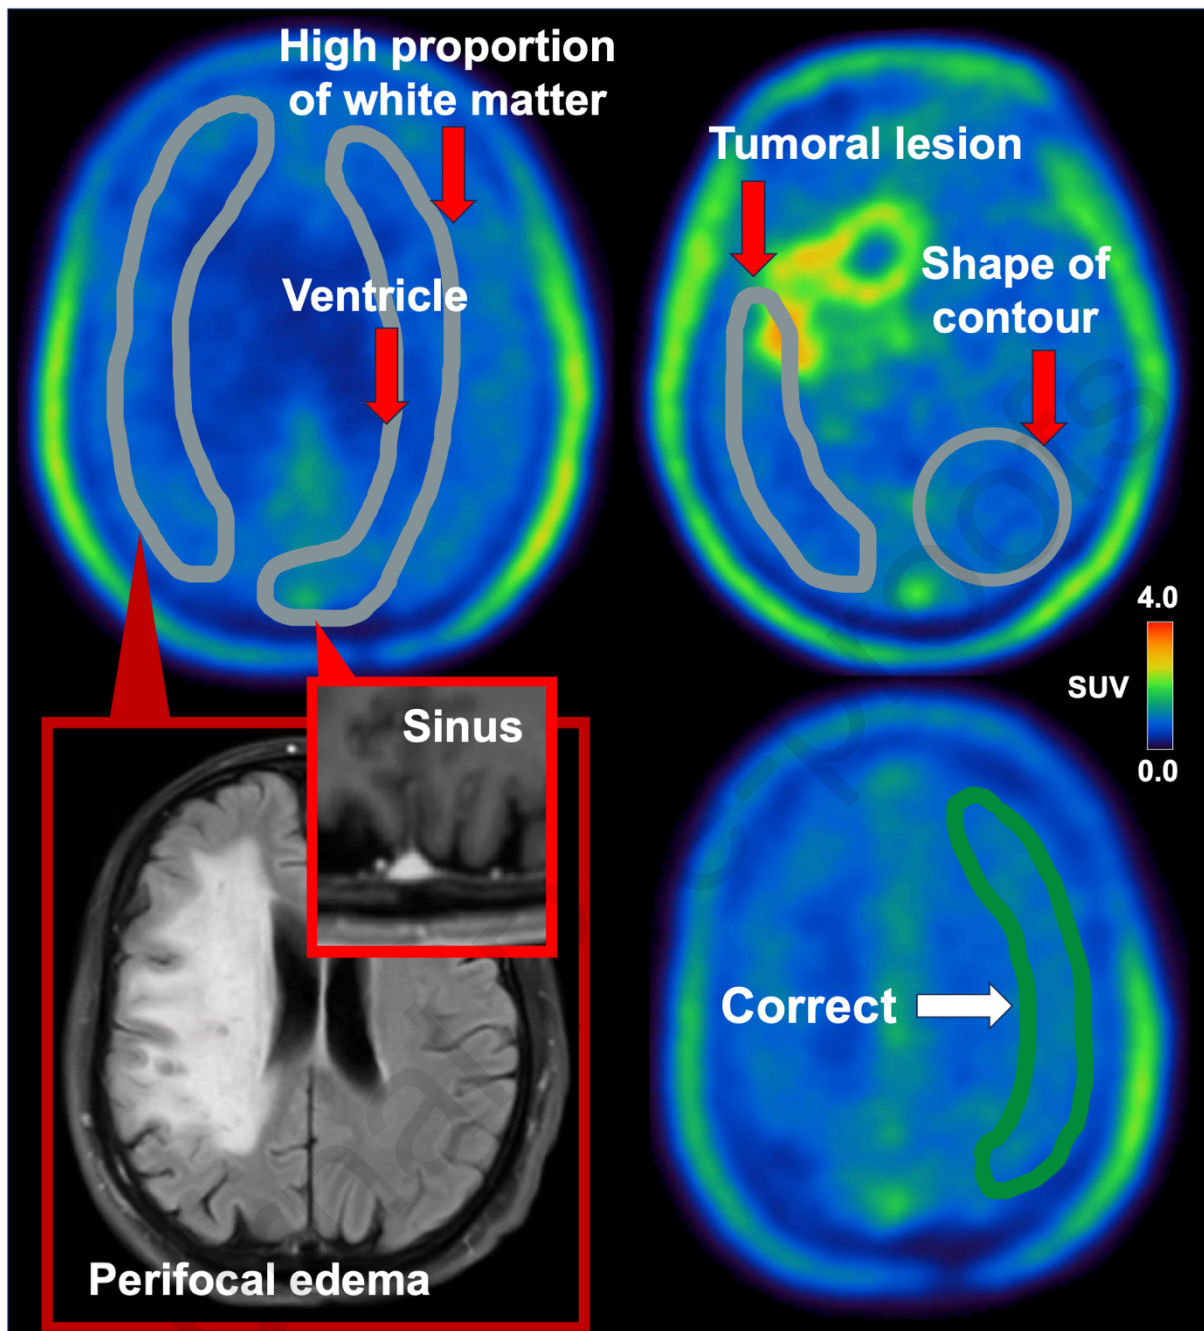 High proportion
of white matter
Ventricle
Tumoral lesion
Shape of
contour
4.0
SUV
0.0
Sinus
Correct
Perifocal edema